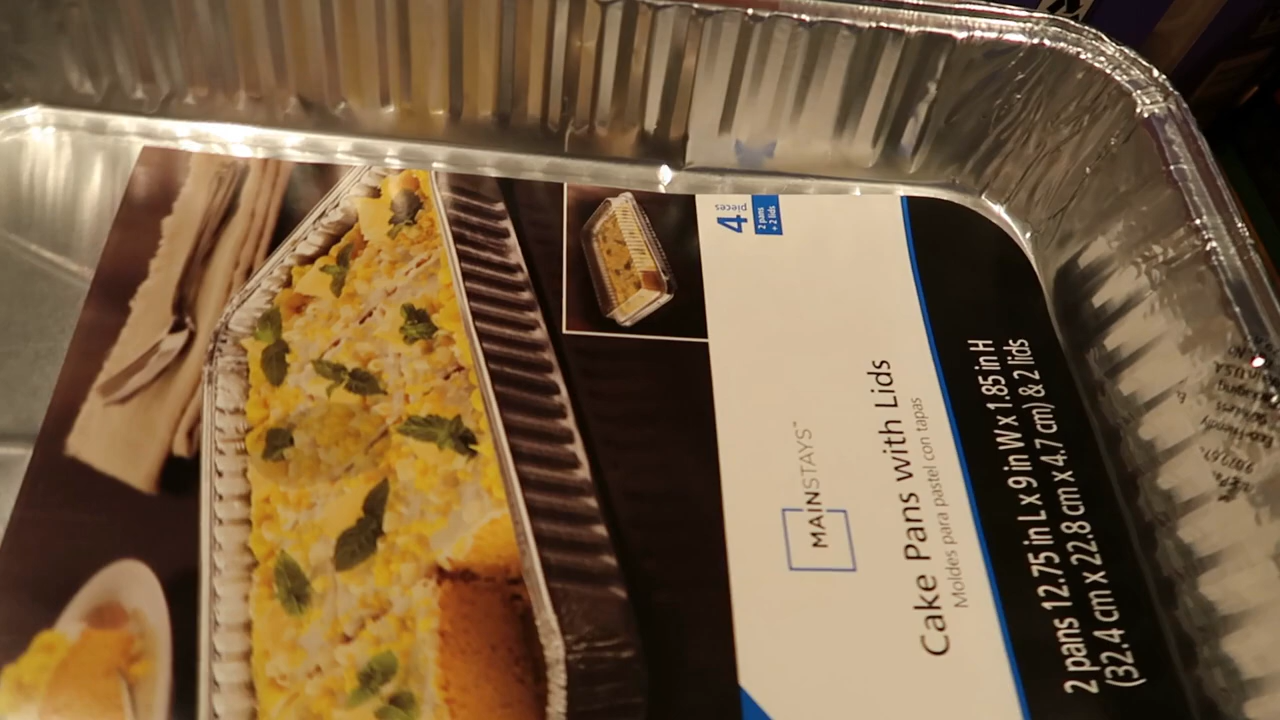 4
pieces
2 pans
+ 2 lids
MAINSTAYS™
Cake Pans with Lids
Moldes para pastel con tapas
2 pans 12.75 in L x 9 in W x 1.85 in H
(32.4 cm x 22.8 cm x 4.7 cm) & 2 lids